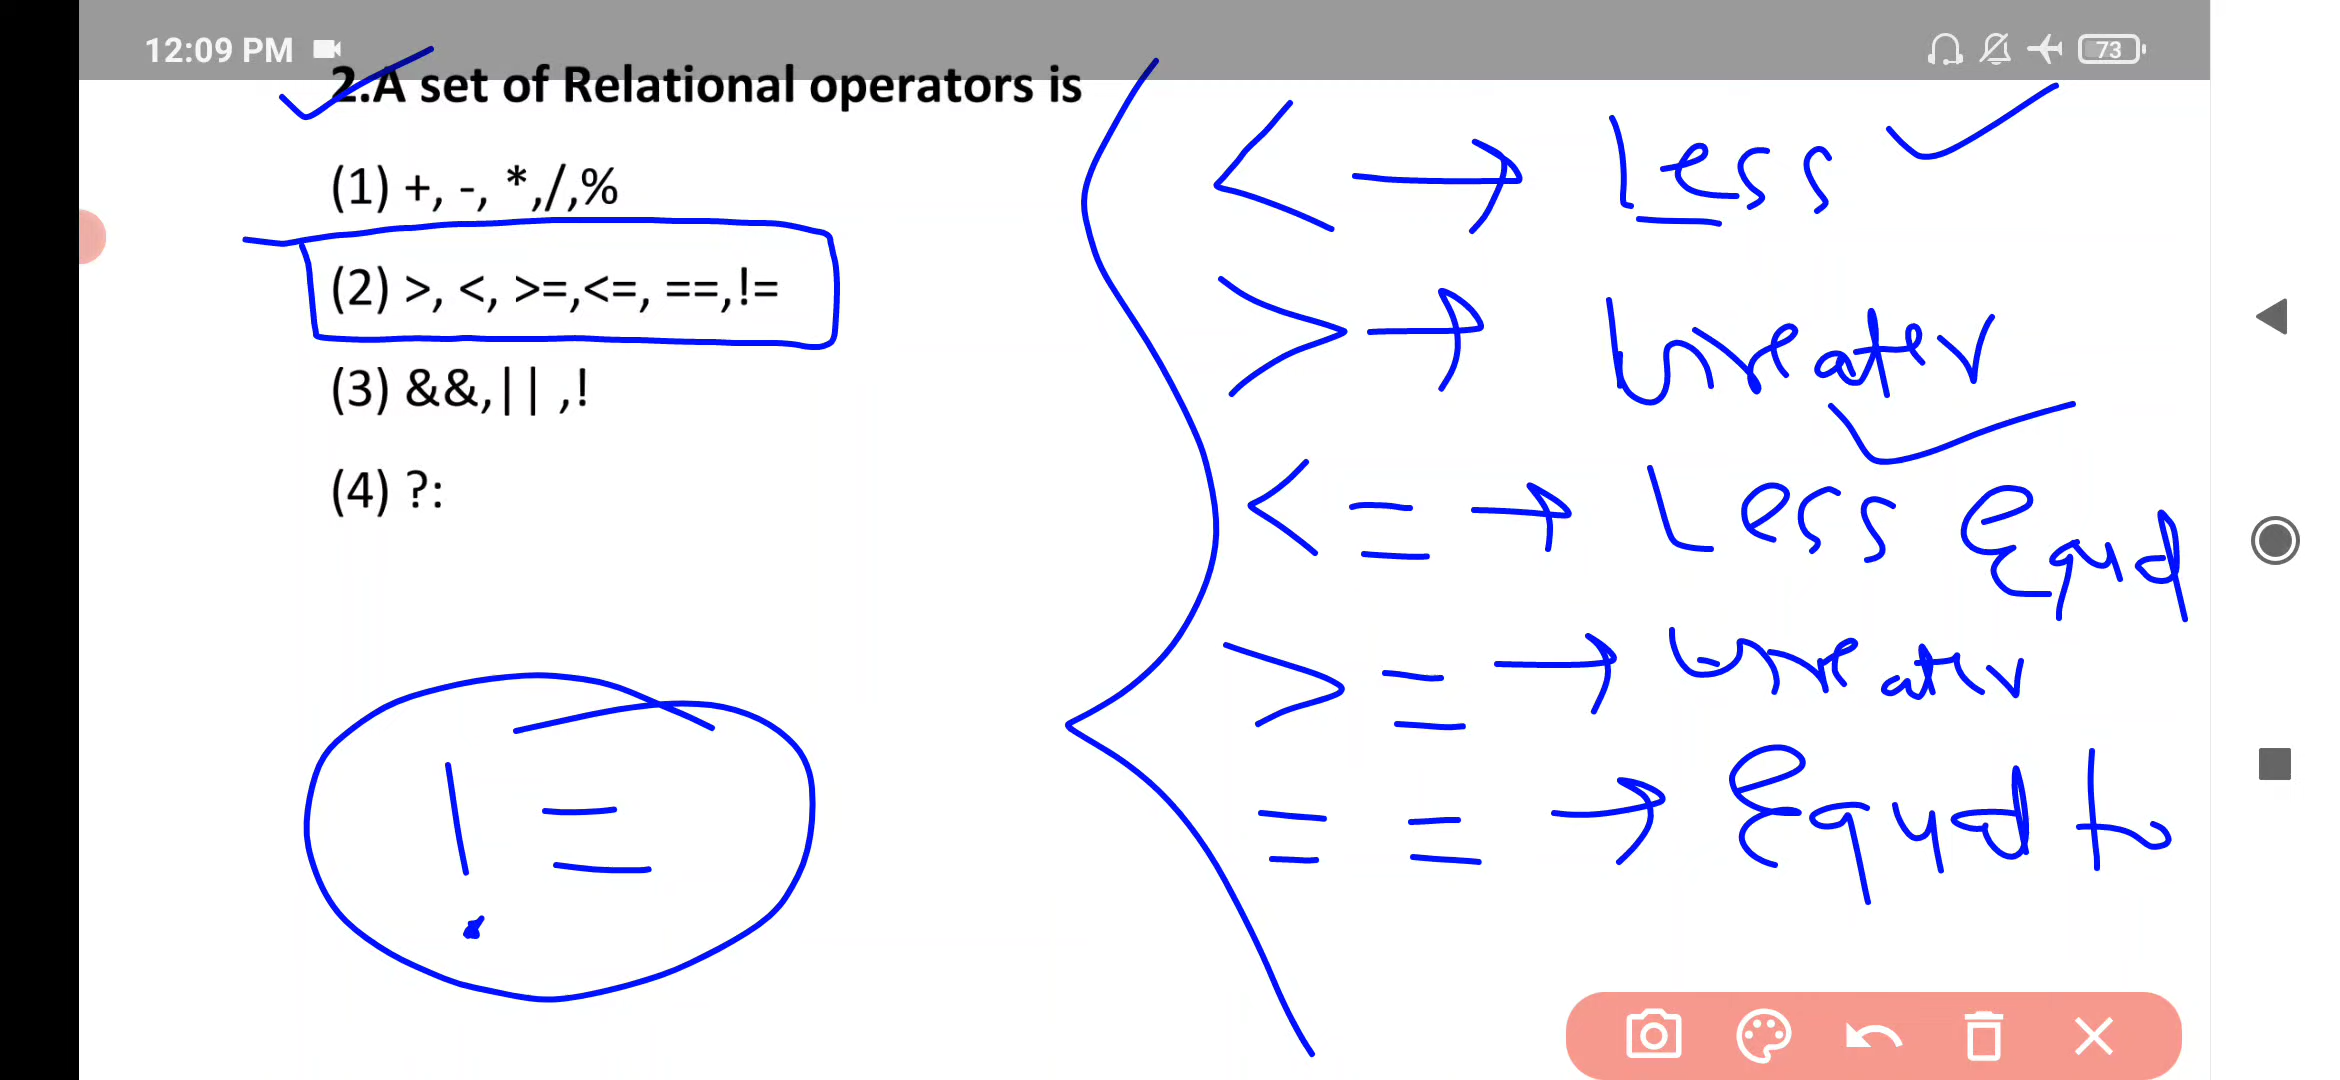 12:09 PM
73
2.A set of Relational operators is
(1) +, -, *,/,%
(2) >, <, >=,<=, ==,!=
(3) &&,|| ,!
(4) ?:
! =
< → Less
> → Greater
< = → Less Equal
> = → Greater
= = → Equal to